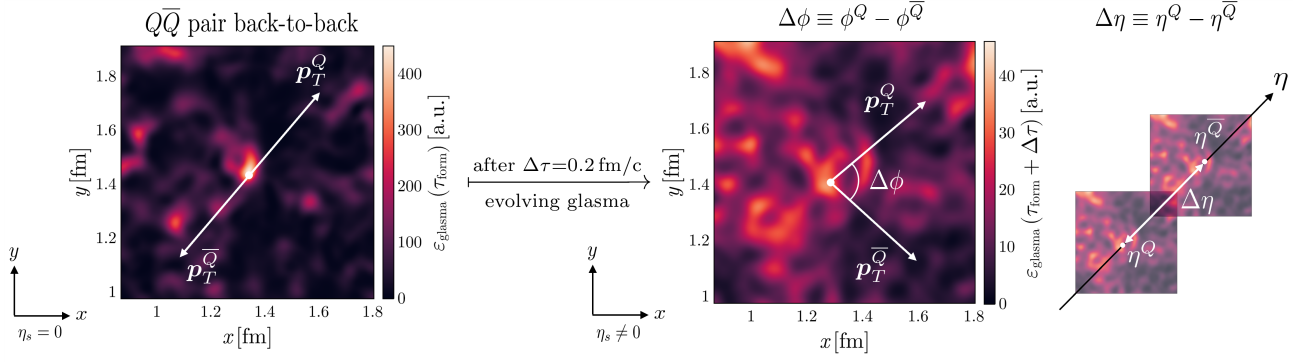 QQ̅ pair back-to-back
p_T^Q
p_T^Q̅
1.8
1.6
1.4
1.2
1
y [fm]
1 1.2 1.4 1.6 1.8
x [fm]
400
300
200
100
0
ε_glasma (τ_form) [a.u.]
y
x
η_s = 0
after Δτ=0.2 fm/c
evolving glasma
Δϕ ≡ ϕ^Q − ϕ^Q̅
p_T^Q
Δϕ
p_T^Q̅
1.8
1.6
1.4
1.2
1
y [fm]
1 1.2 1.4 1.6 1.8
x [fm]
40
30
20
10
0
ε_glasma (τ_form + Δτ) [a.u.]
y
x
η_s ≠ 0
Δη ≡ η^Q − η^Q̅
η
η^Q̅
Δη
η^Q